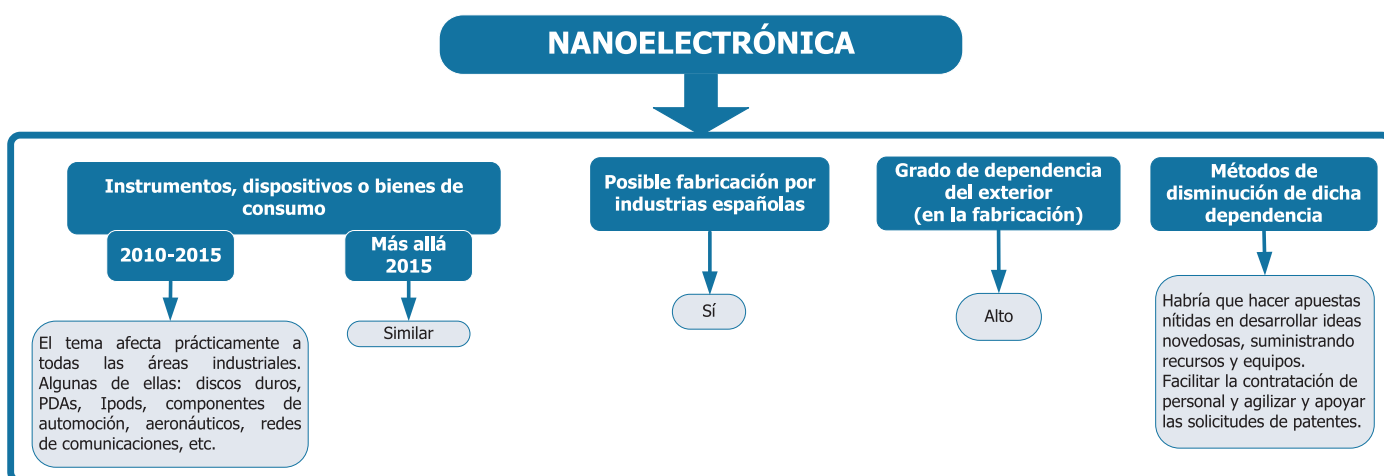 NANOELECTRÓNICA
Instrumentos, dispositivos o bienes de
consumo
2010-2015
El tema afecta prácticamente a
todas las áreas industriales.
Algunas de ellas: discos duros,
PDAs, Ipods, componentes de
automoción, aeronáuticos, redes
de comunicaciones, etc.
Más allá
2015
Similar
Posible fabricación por
industrias españolas
Sí
Grado de dependencia
del exterior
(en la fabricación)
Alto
Métodos de
disminución de dicha
dependencia
Habría que hacer apuestas
nítidas en desarrollar ideas
novedosas, suministrando
recursos y equipos.
Facilitar la contratación de
personal y agilizar y apoyar
las solicitudes de patentes.